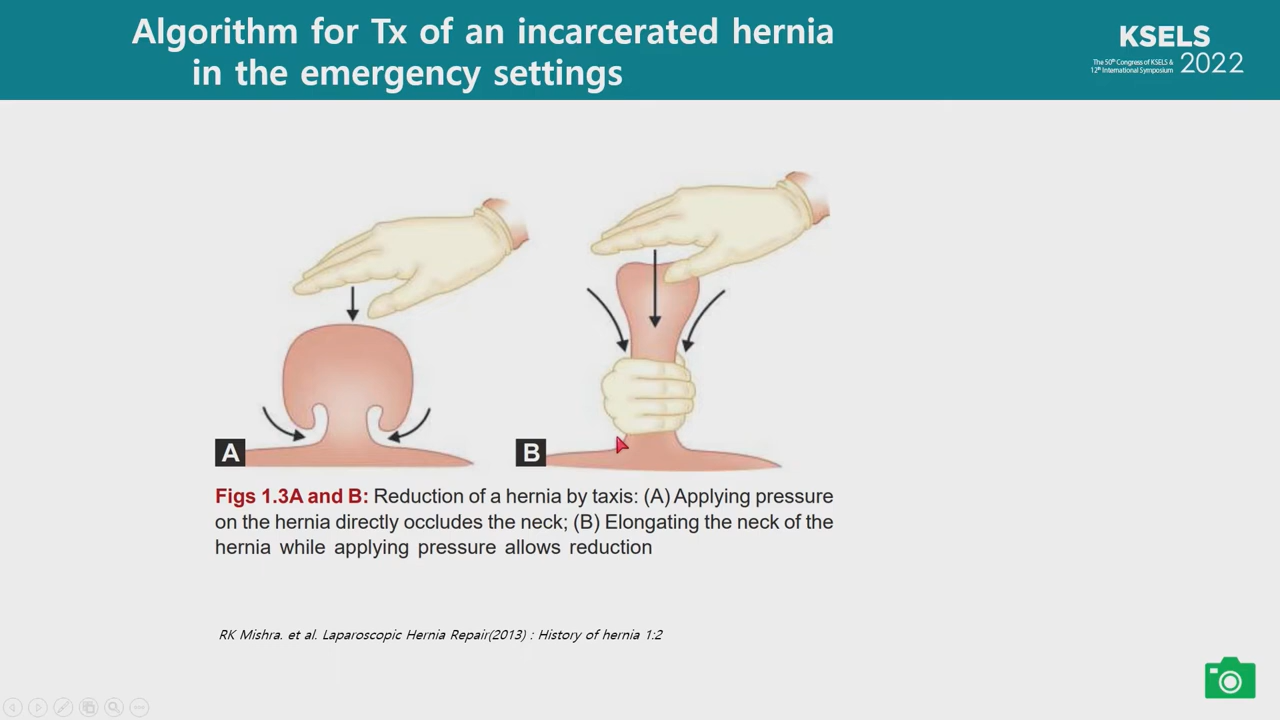 Algorithm for Tx of an incarcerated hernia
in the emergency settings
KSELS
The 50th Congress of KSELS &
12th International Symposium
2022
A
B
Figs 1.3A and B: Reduction of a hernia by taxis: (A) Applying pressure
on the hernia directly occludes the neck; (B) Elongating the neck of the
hernia while applying pressure allows reduction
RK Mishra. et al. Laparoscopic Hernia Repair(2013) : History of hernia 1:2